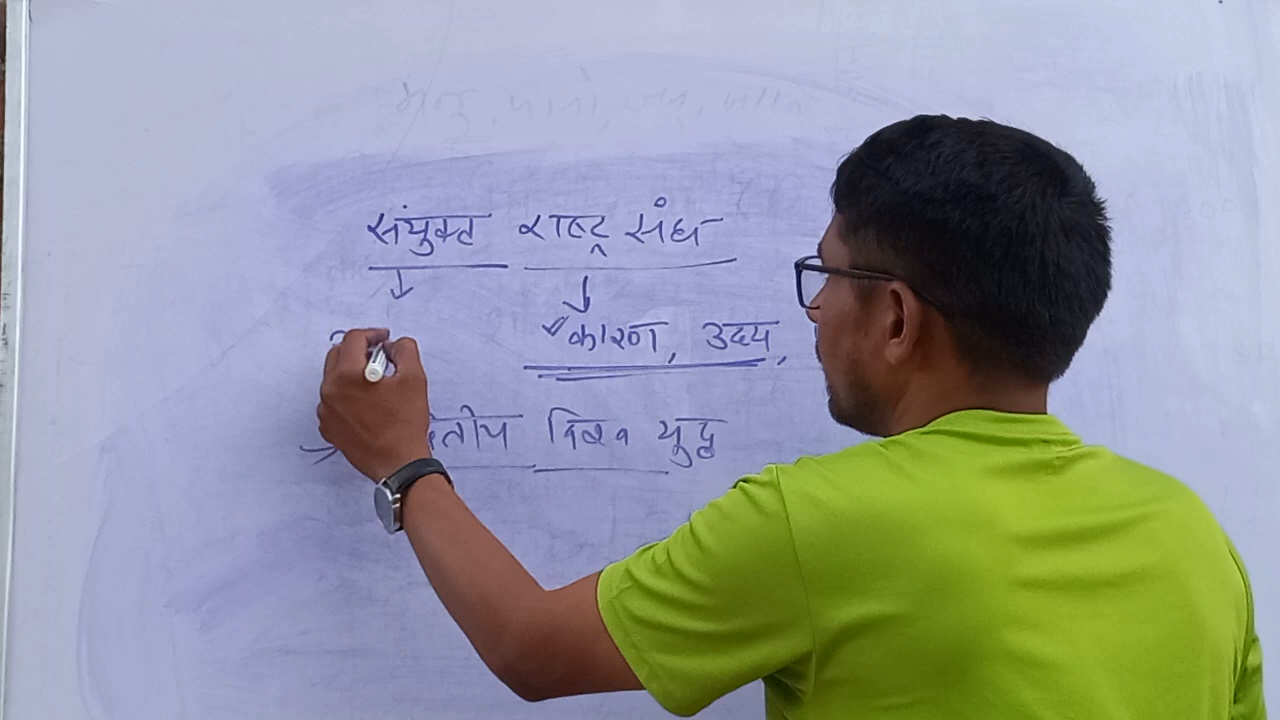 संयुक्त राष्ट्र संघ
कारण, उदय,
द्वितीय विश्व युद्ध